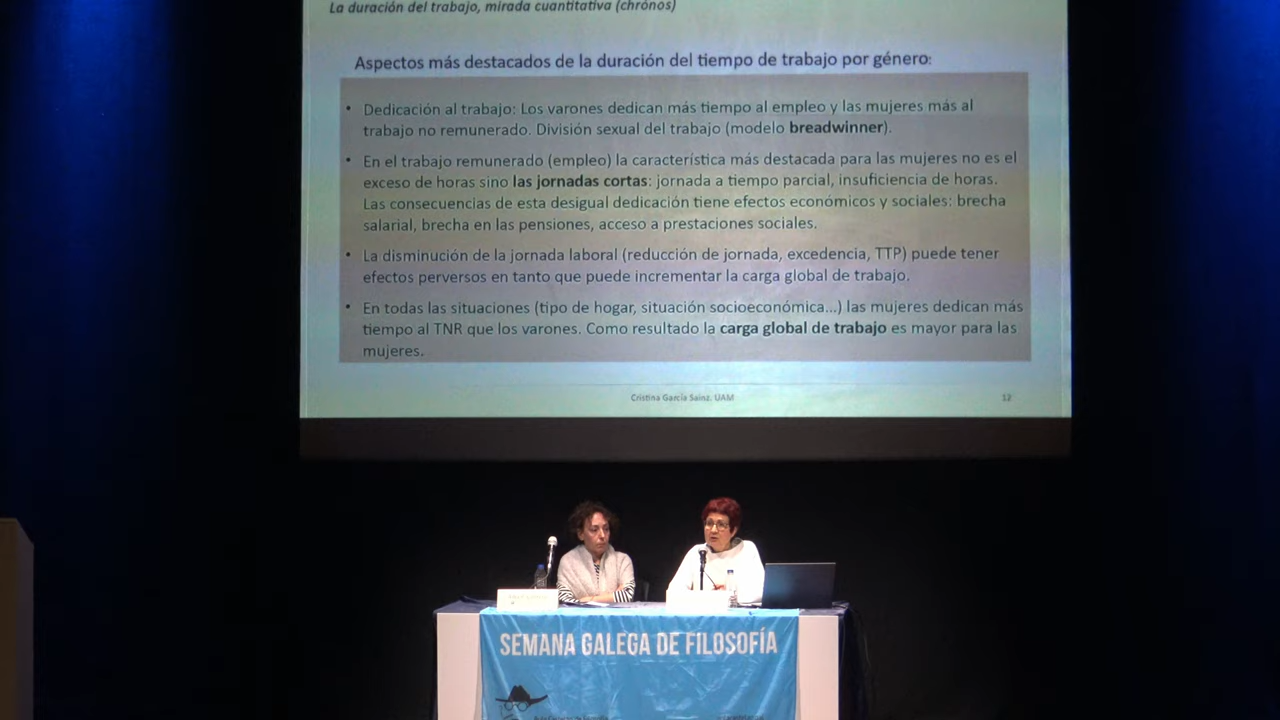 La duración del trabajo, mirada cuantitativa (chrónos)
Aspectos más destacados de la duración del tiempo de trabajo por género:
• Dedicación al trabajo: Los varones dedican más tiempo al empleo y las mujeres más al
trabajo no remunerado. División sexual del trabajo (modelo breadwinner).
• En el trabajo remunerado (empleo) la característica más destacada para las mujeres no es el
exceso de horas sino las jornadas cortas: jornada a tiempo parcial, insuficiencia de horas.
Las consecuencias de esta desigual dedicación tiene efectos económicos y sociales: brecha
salarial, brecha en las pensiones, acceso a prestaciones sociales.
• La disminución de la jornada laboral (reducción de jornada, excedencia, TTP) puede tener
efectos perversos en tanto que puede incrementar la carga global de trabajo.
• En todas las situaciones (tipo de hogar, situación socioeconómica...) las mujeres dedican más
tiempo al TNR que los varones. Como resultado la carga global de trabajo es mayor para las
mujeres.
Cristina García Sainz. UAM
12
SEMANA GALEGA DE FILOSOFÍA